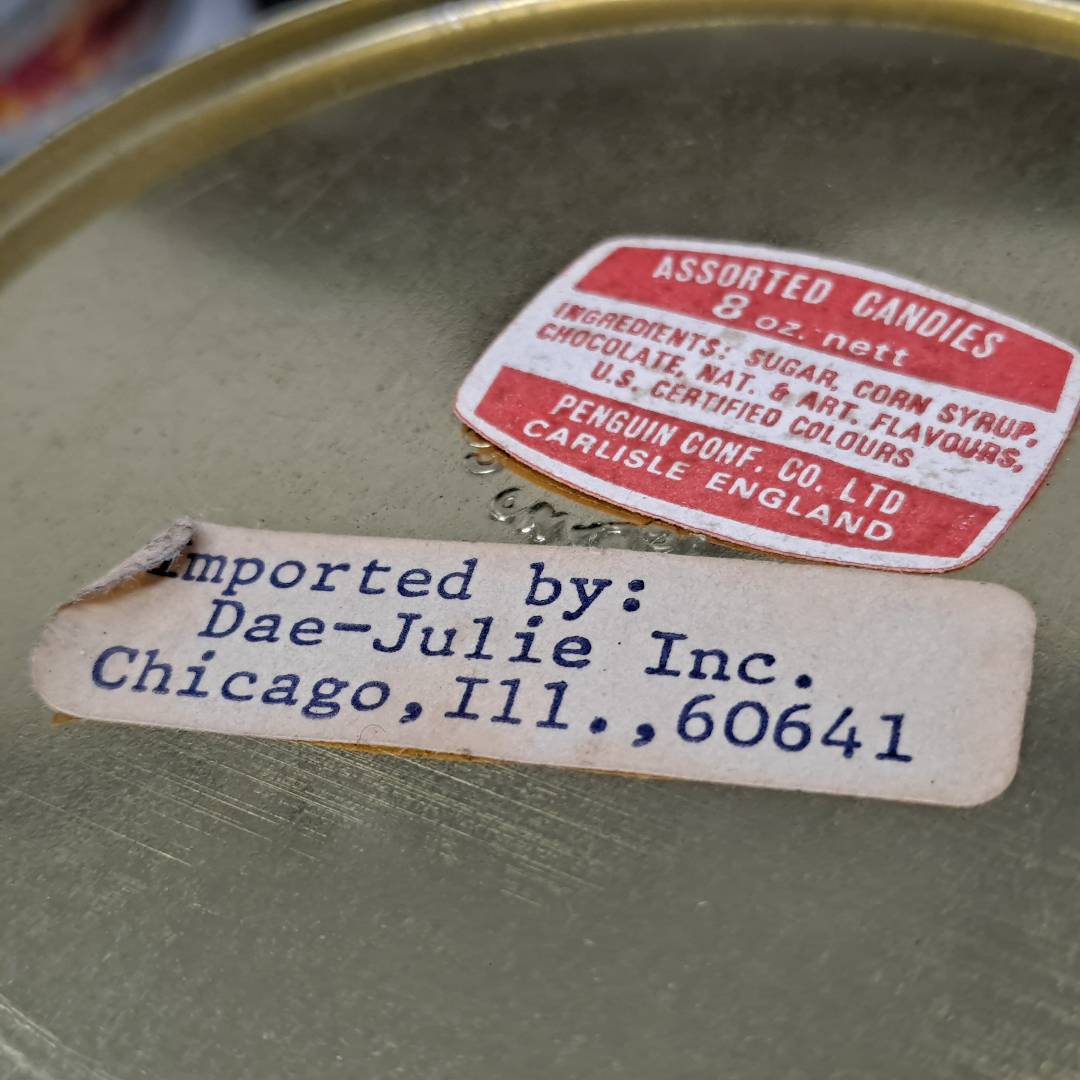 ASSORTED CANDIES
8 oz. nett
INGREDIENTS: SUGAR, CORN SYRUP,
CHOCOLATE, NAT. & ART. FLAVOURS,
U.S. CERTIFIED COLOURS
PENGUIN CONF. CO. LTD
CARLISLE ENGLAND
Imported by:
Dae-Julie Inc.
Chicago,Ill.,60641